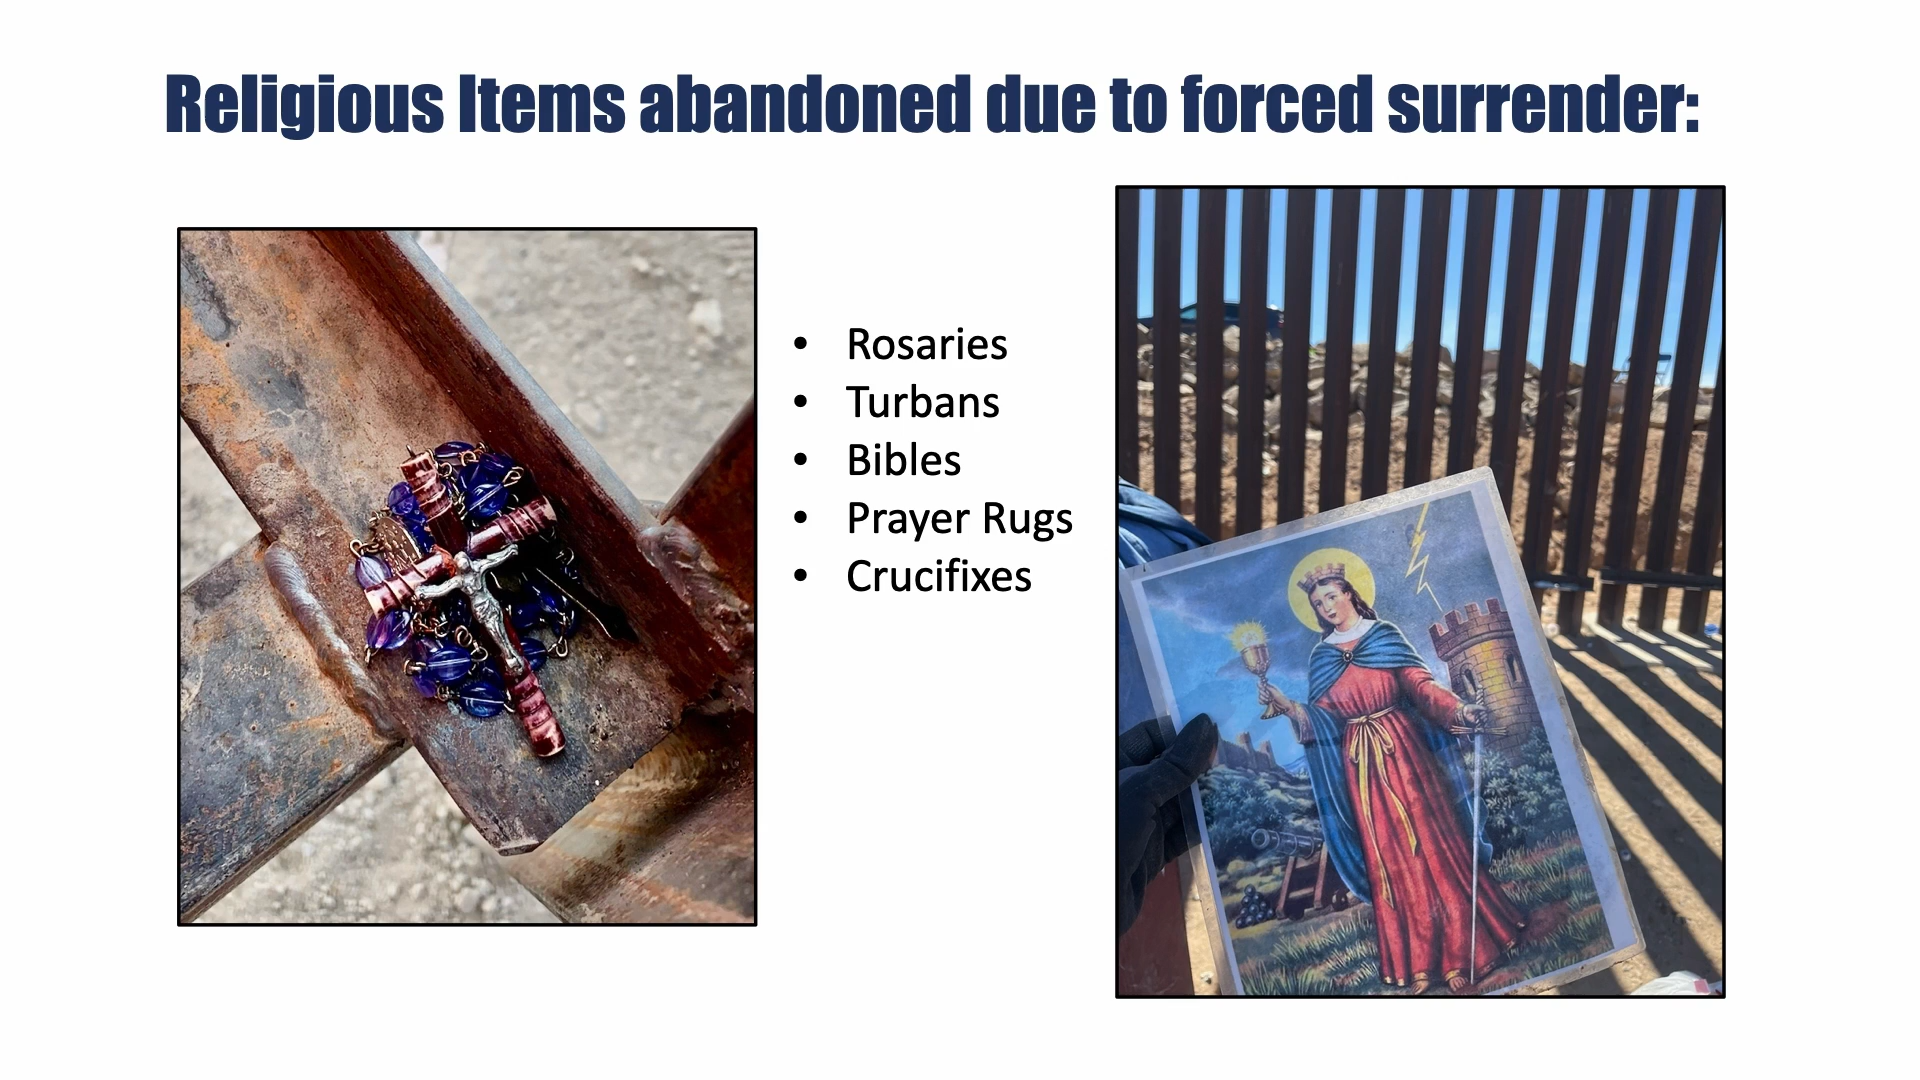 Religious Items abandoned due to forced surrender:
• Rosaries
• Turbans
• Bibles
• Prayer Rugs
• Crucifixes